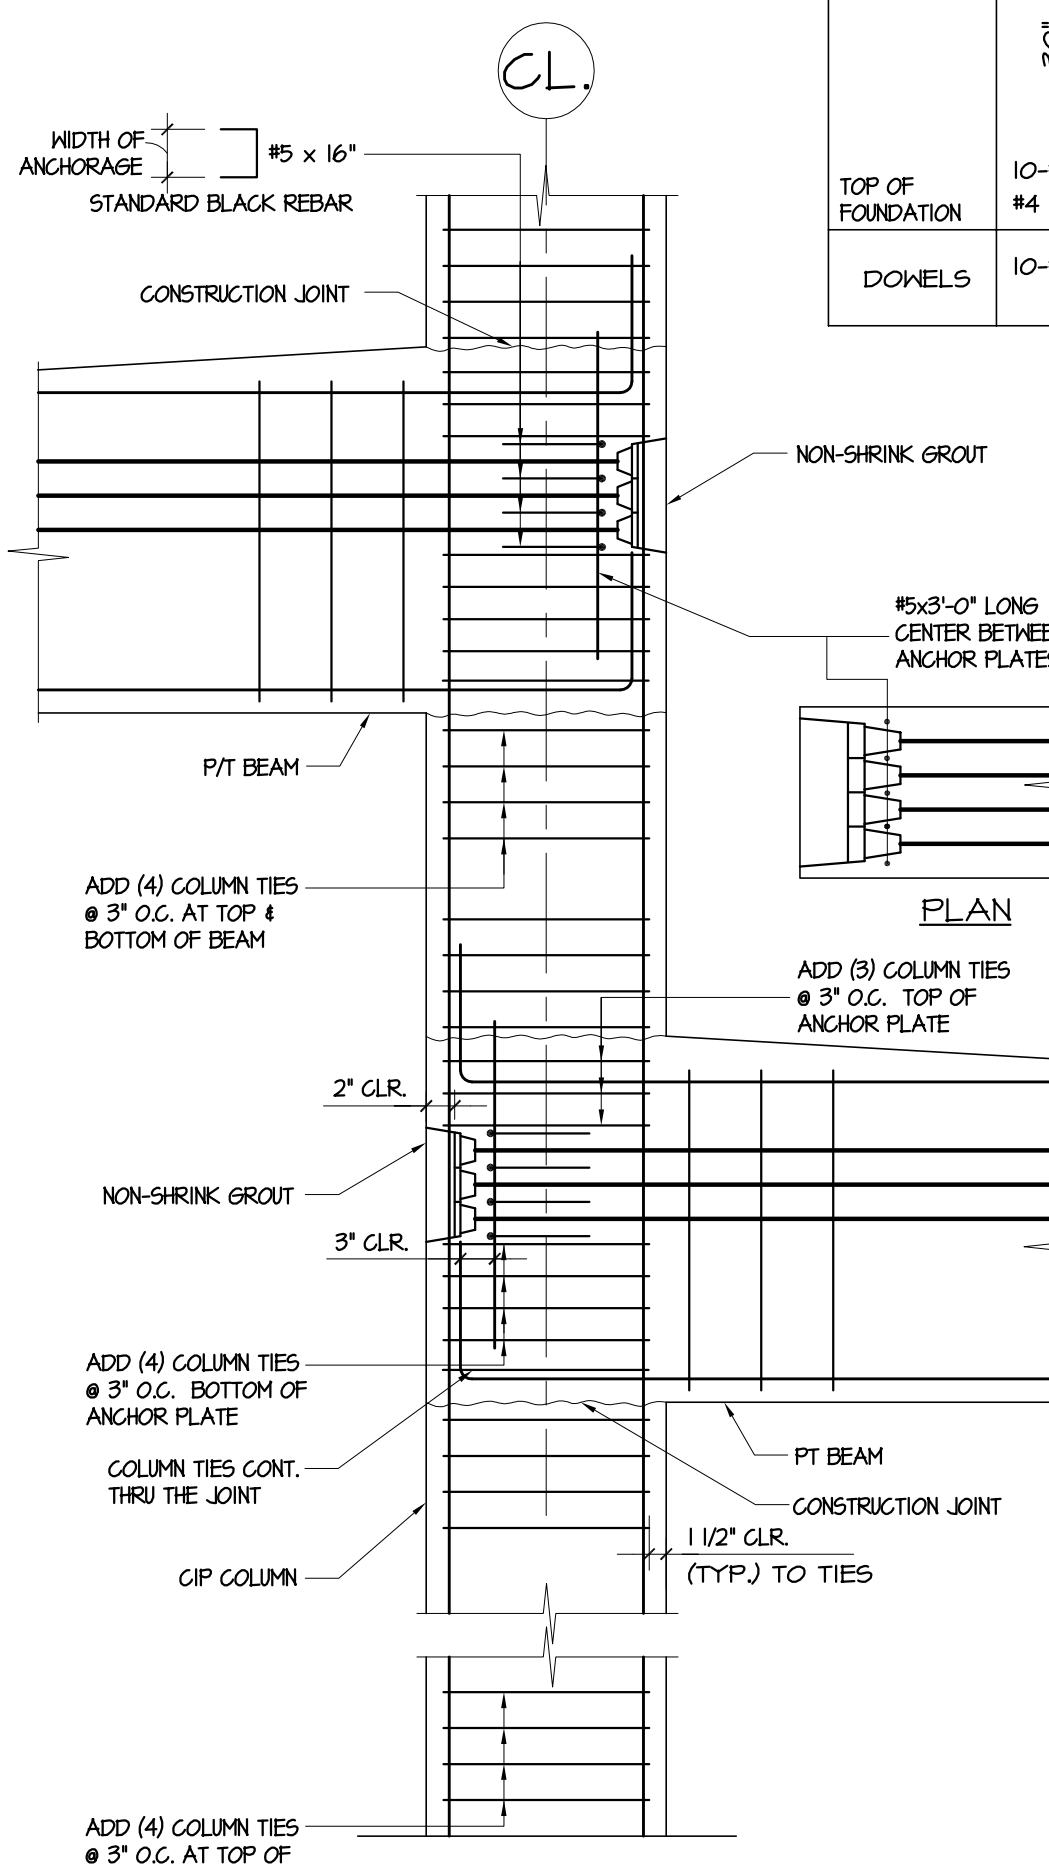 CL.
WIDTH OF
ANCHORAGE
#5 x 16"
STANDARD BLACK REBAR
TOP OF
FOUNDATION
10-
#4
DOWELS
10-
CONSTRUCTION JOINT
NON-SHRINK GROUT
#5x3'-0" LONG
CENTER
ANCHOR
P/T BEAM
ADD (4) COLUMN TIES
@ 3" O.C. AT TOP &
BOTTOM OF BEAM
PLAN
ADD (3) COLUMN TIES
@ 3" O.C. TOP OF
ANCHOR PLATE
2" CLR.
NON-SHRINK GROUT
3" CLR.
ADD (4) COLUMN TIES
@ 3" O.C. BOTTOM OF
ANCHOR PLATE
COLUMN TIES CONT.
THRU THE JOINT
PT BEAM
CONSTRUCTION JOINT
1 1/2" CLR.
(TYP.) TO TIES
CIP COLUMN
ADD (4) COLUMN TIES
@ 3" O.C. AT TOP OF